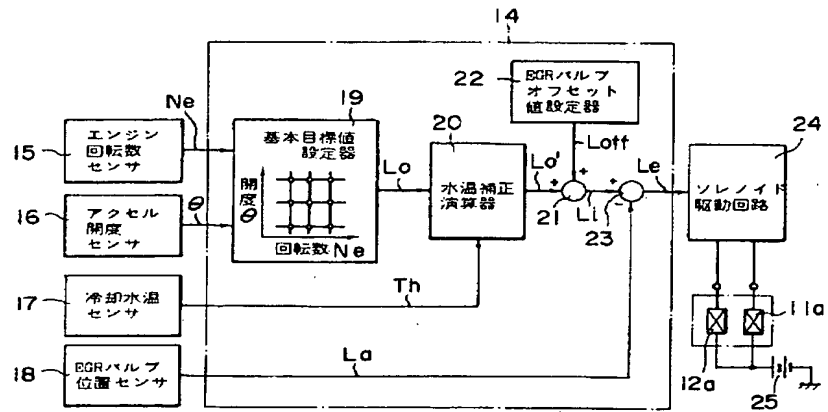 14
22
EGRバルブ
オフセット
値設定器
15
エンジン
回転数
センサ
Ne
19
基本目標値
設定器
開度θ
回転数Ne
Lo
20
水温補正
演算器
Lo'
+
+
Loff
21
Li
+
-
23
Le
24
ソレノイド
駆動回路
16
アクセル
開度
センサ
θ
17
冷却水温
センサ
Th
18
EGRバルブ
位置センサ
La
12a
11a
25